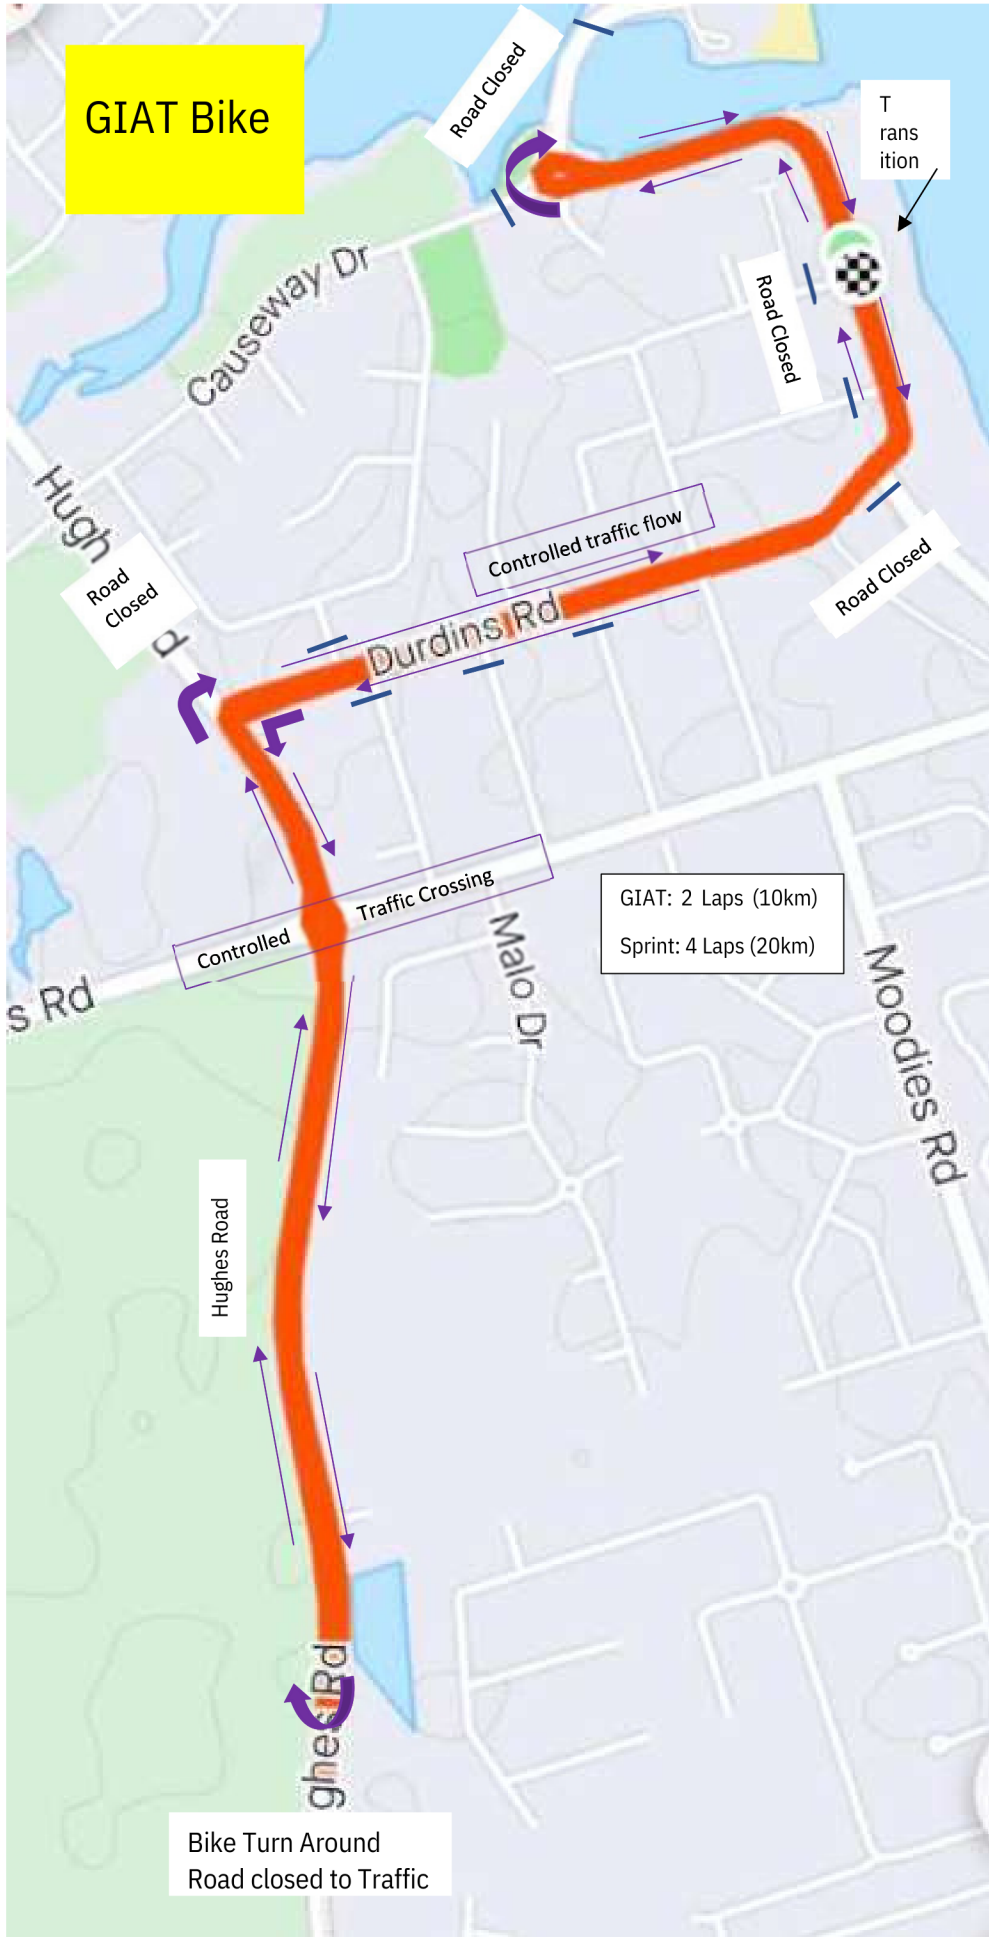 GIAT Bike
Road Closed
T
rans
ition
Causeway Dr
Road Closed
Hugh
d
Road
Closed
Controlled traffic flow
Durdins Rd
Road Closed
Controlled Traffic Crossing
GIAT: 2 Laps (10km)
Sprint: 4 Laps (20km)
s Rd
Malo Dr
Moodies Rd
Hughes Road
ghes Rd
Bike Turn Around
Road closed to Traffic